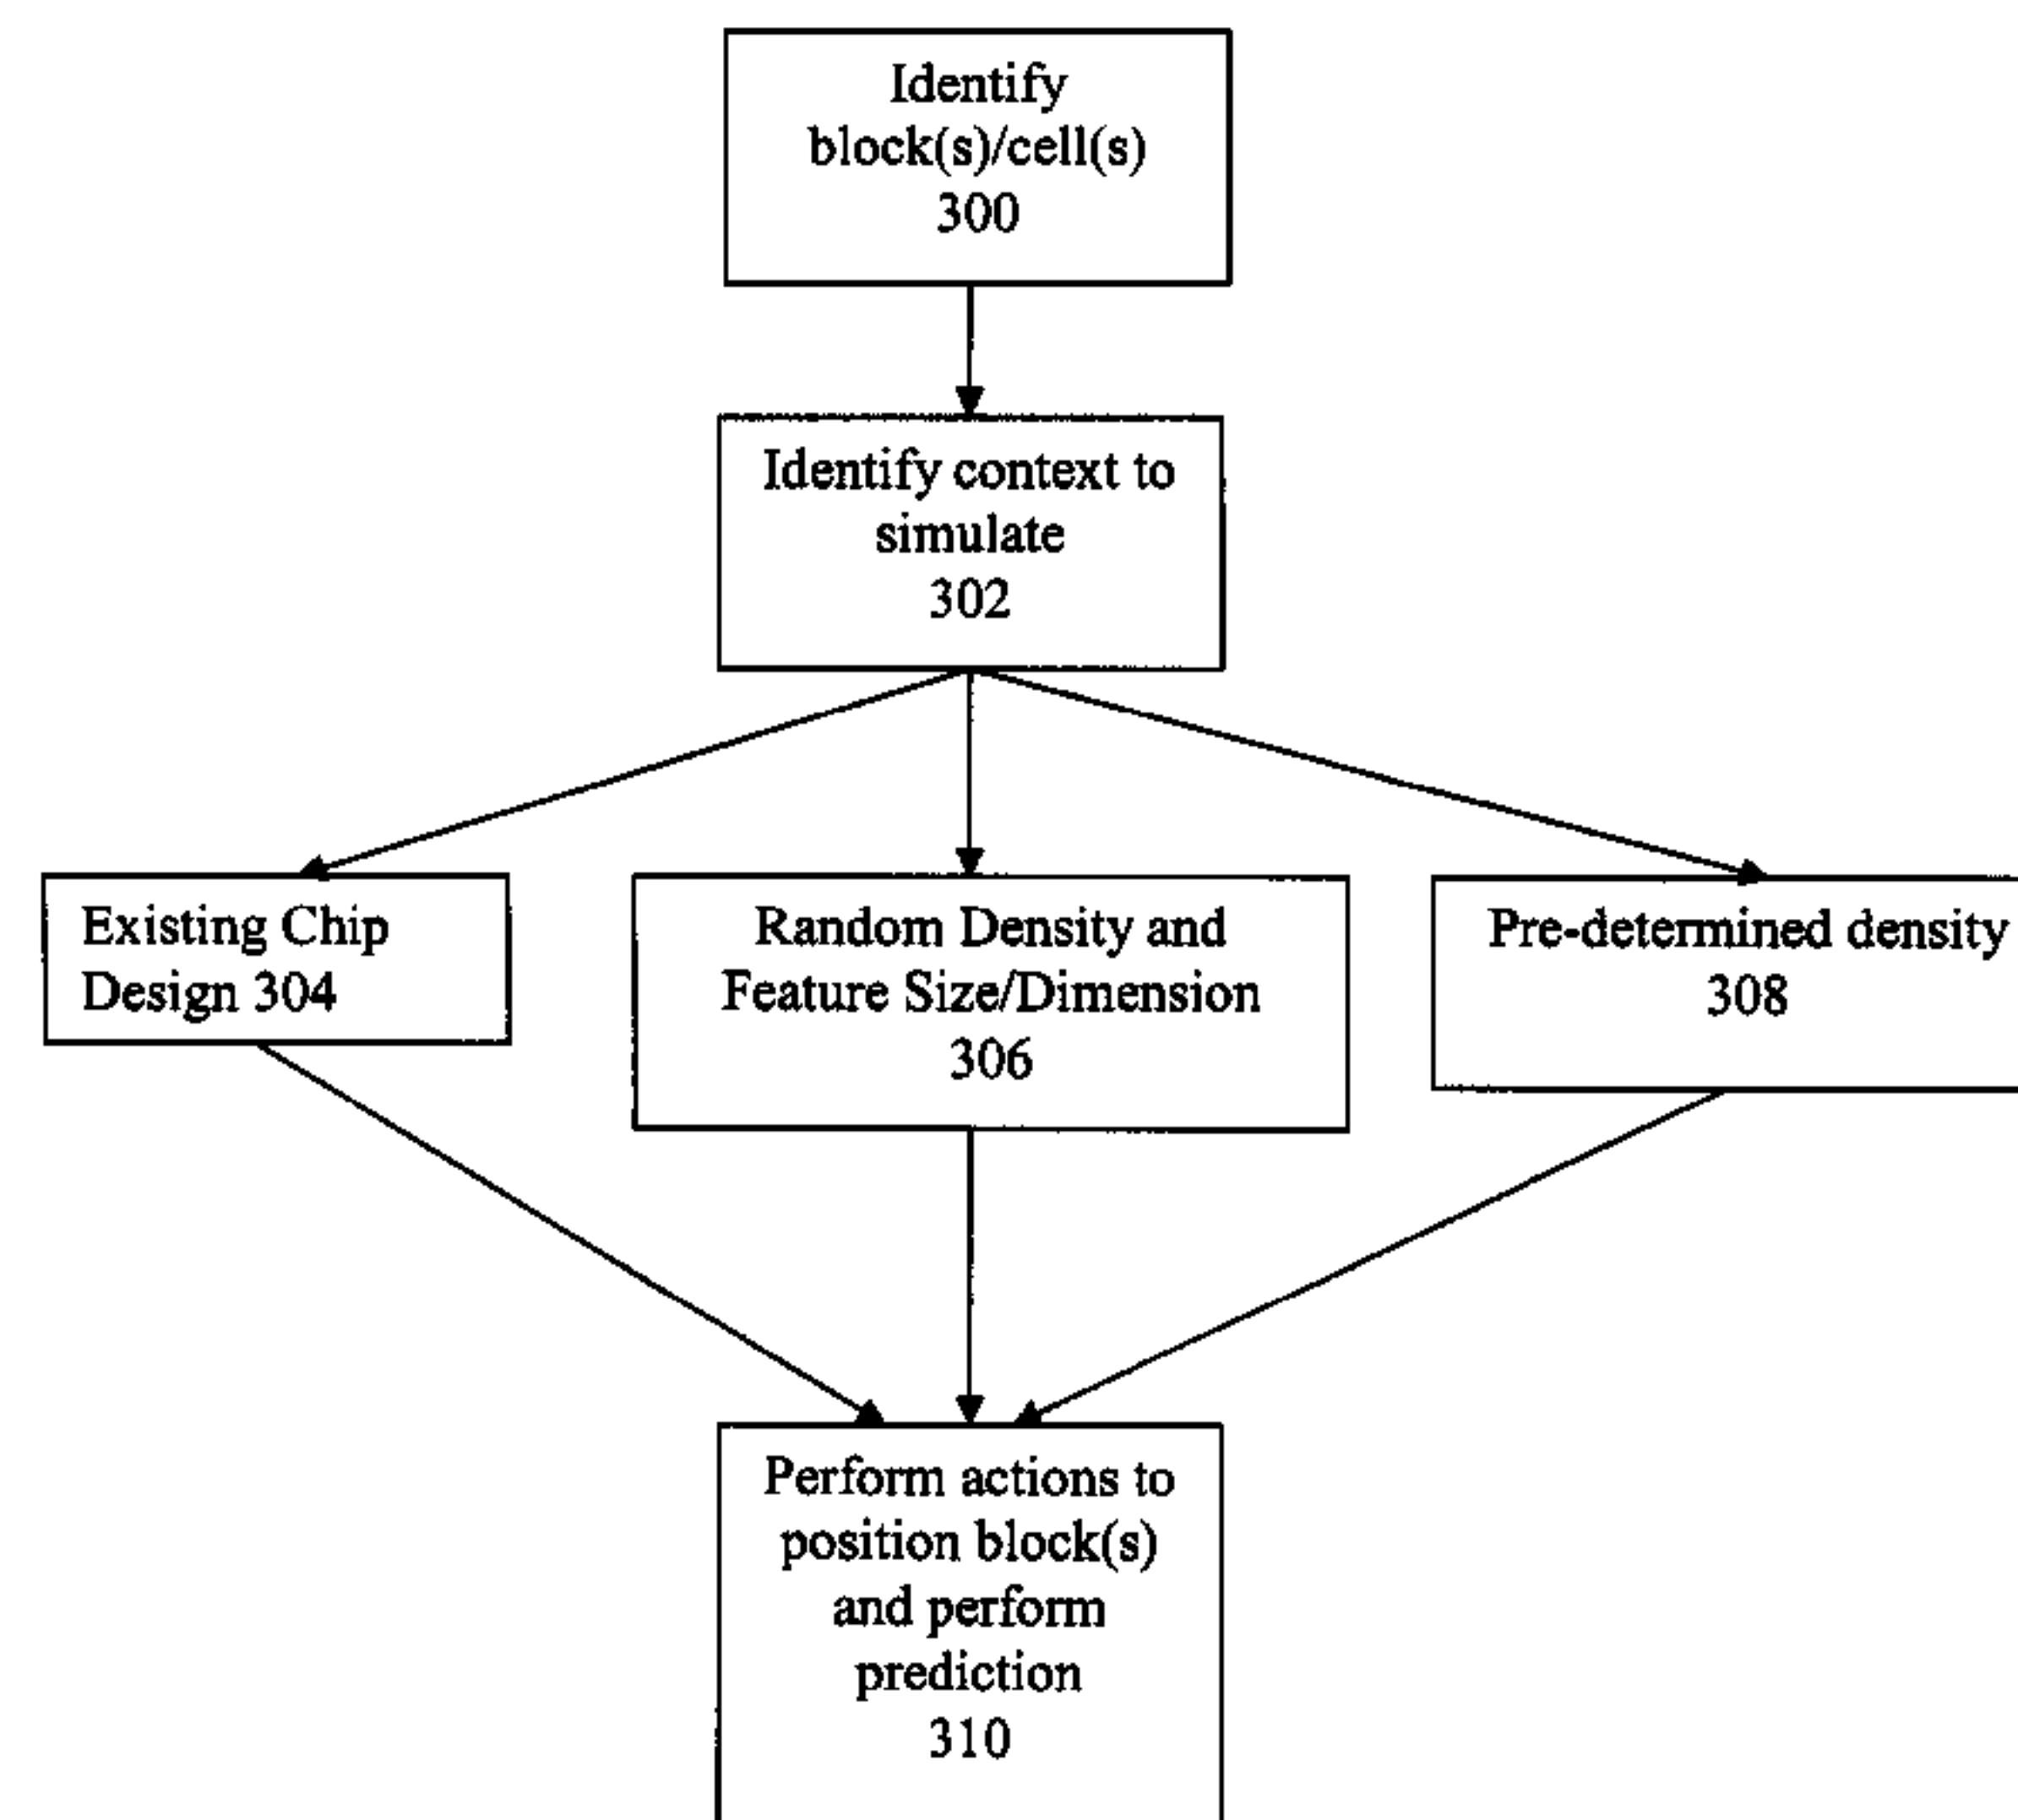 Identify
block(s)/cell(s)
300
Identify context to
simulate
302
Existing Chip
Design 304
Random Density and
Feature Size/Dimension
306
Pre-determined density
308
Perform actions to
position block(s)
and perform
prediction
310